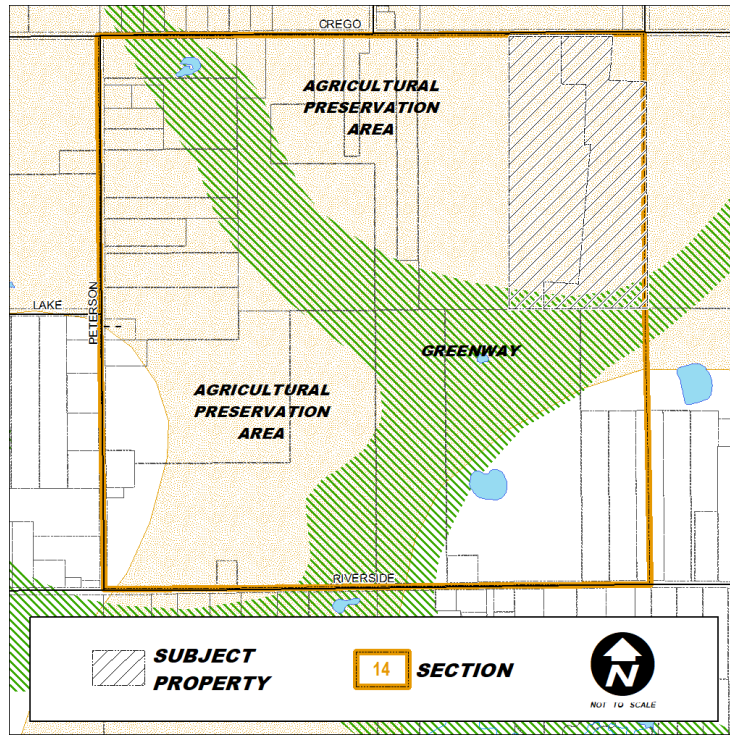 CREGO
AGRICULTURAL
PRESERVATION
AREA
LAKE
PETERSON
GREENWAY
AGRICULTURAL
PRESERVATION
AREA
RIVERSIDE
SUBJECT
PROPERTY
14
SECTION
N
NOT TO SCALE